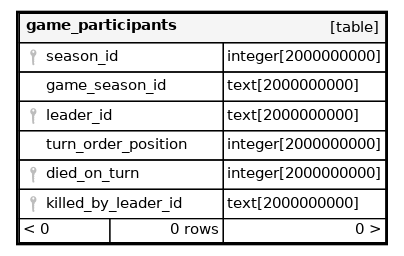 game_participants [table]
season_id integer[2000000000]
game_season_id text[2000000000]
leader_id text[2000000000]
turn_order_position integer[2000000000]
died_on_turn integer[2000000000]
killed_by_leader_id text[2000000000]
< 0 0 rows 0 >